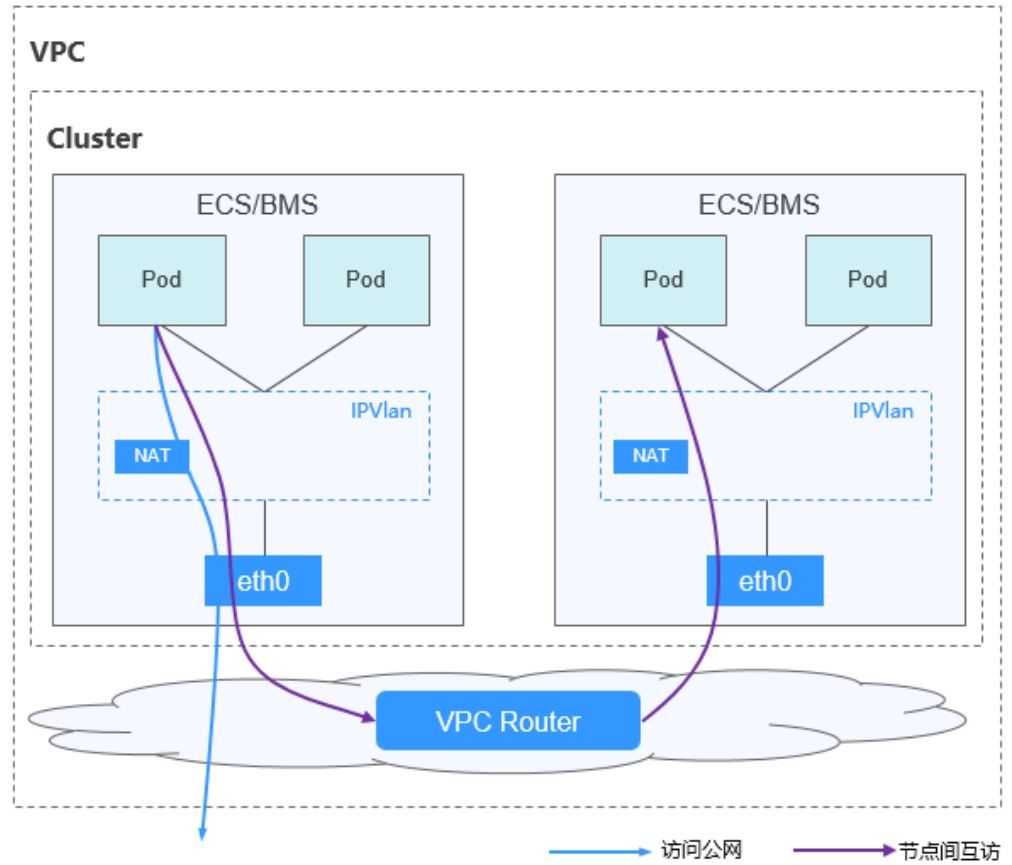 VPC
Cluster
ECS/BMS
ECS/BMS
Pod
Pod
Pod
Pod
IPVlan
IPVlan
NAT
NAT
eth0
eth0
VPC Router
访问公网
节点间互访